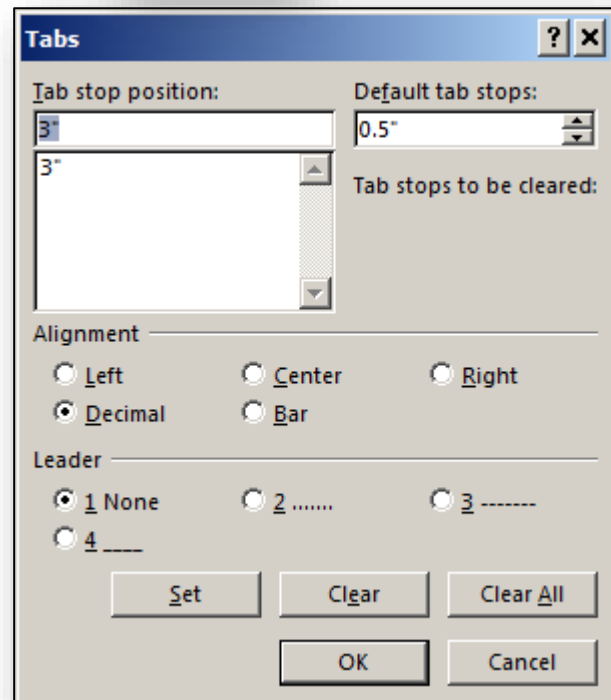 Tabs
Tab stop position:
Default tab stops:
3"
0.5"
3"
Tab stops to be cleared:
Alignment
Left Center Right
Decimal Bar
Leader
1 None 2 ....... 3 -------
4 ____
Set Clear Clear All
OK Cancel